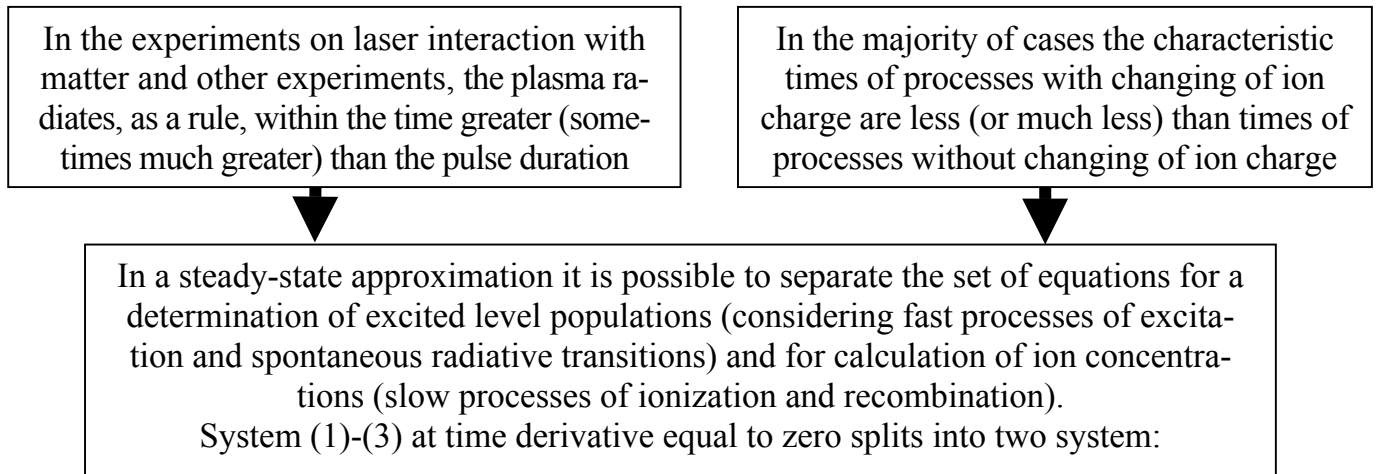 In the experiments on laser interaction with
matter and other experiments, the plasma ra-
diates, as a rule, within the time greater (some-
times much greater) than the pulse duration
In the majority of cases the characteristic
times of processes with changing of ion
charge are less (or much less) than times of
processes without changing of ion charge
In a steady-state approximation it is possible to separate the set of equations for a
determination of excited level populations (considering fast processes of excita-
tion and spontaneous radiative transitions) and for calculation of ion concentra-
tions (slow processes of ionization and recombination).
System (1)-(3) at time derivative equal to zero splits into two system: